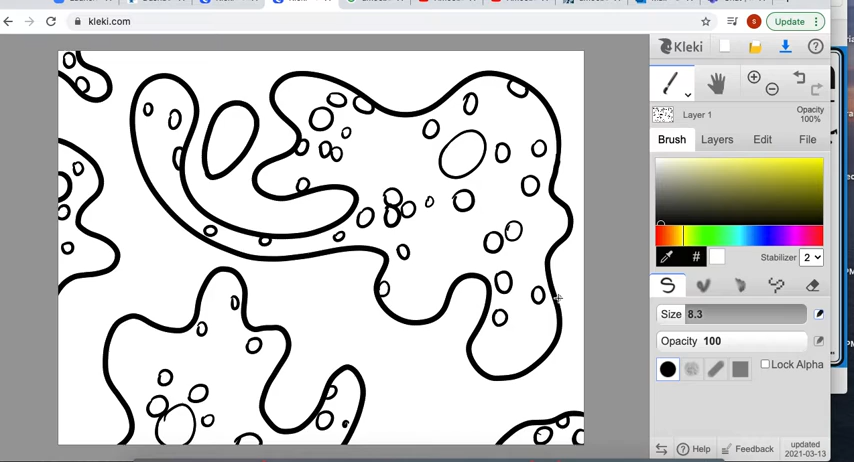 kleki.com
Update
Kleki
Layer 1
Opacity
100%
Brush Layers Edit File
Stabilizer 2
Size 8.3
Opacity 100
Lock Alpha
Help Feedback
updated
2021-03-13